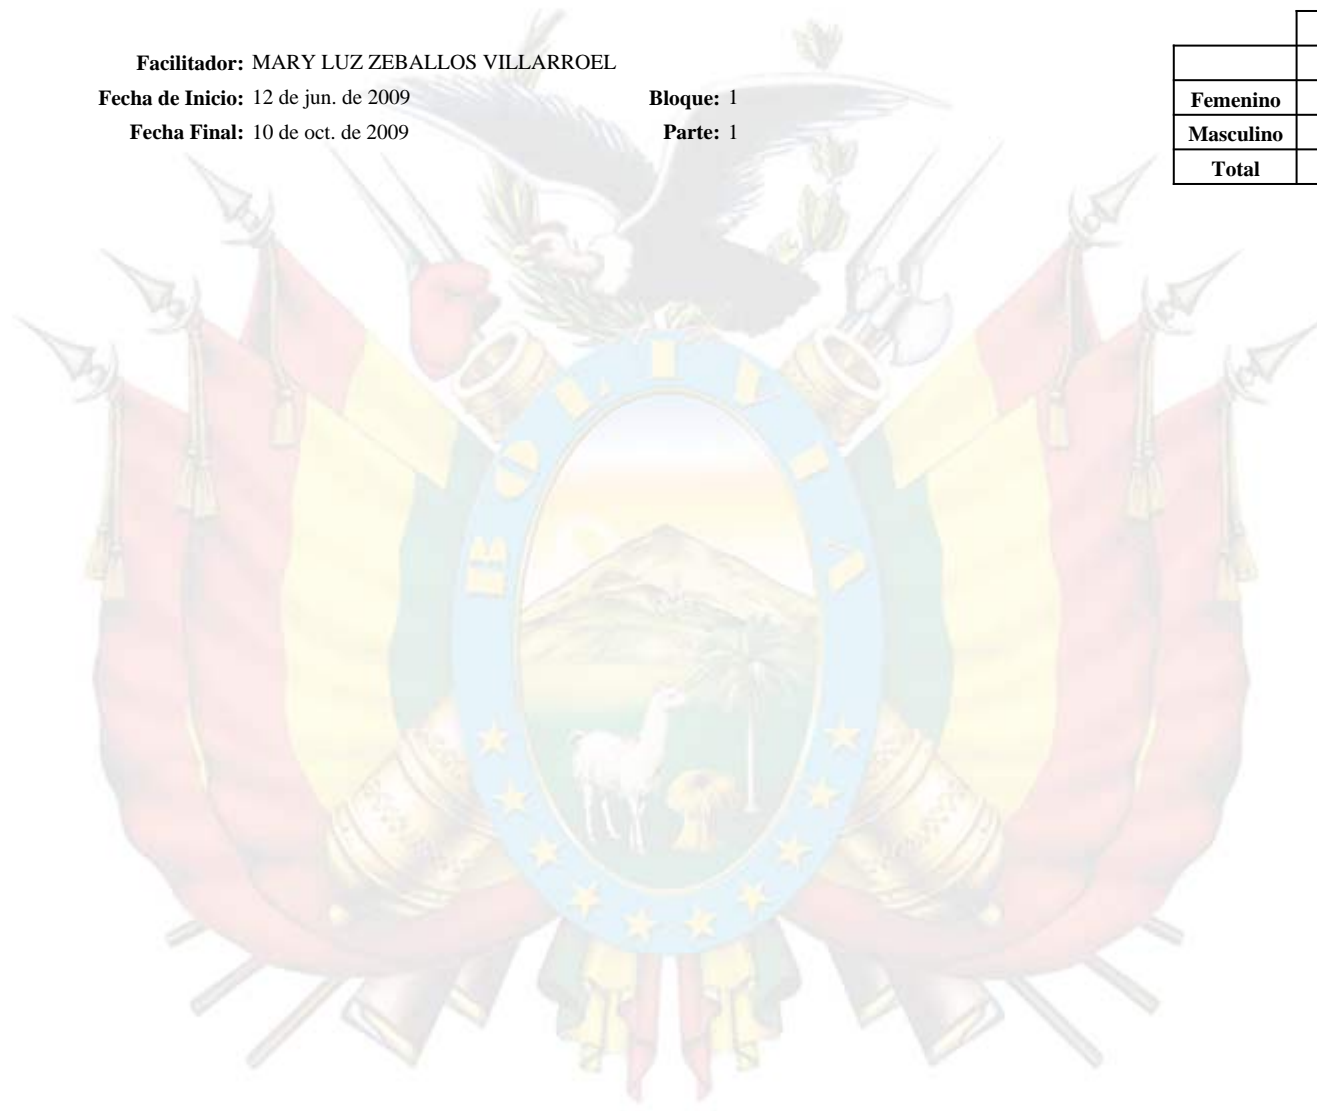 Facilitador: MARY LUZ ZEBALLOS VILLARROEL
Fecha de Inicio: 12 de jun. de 2009 Bloque: 1
Fecha Final: 10 de oct. de 2009 Parte: 1
Femenino
Masculino
Total
BOLIVIA